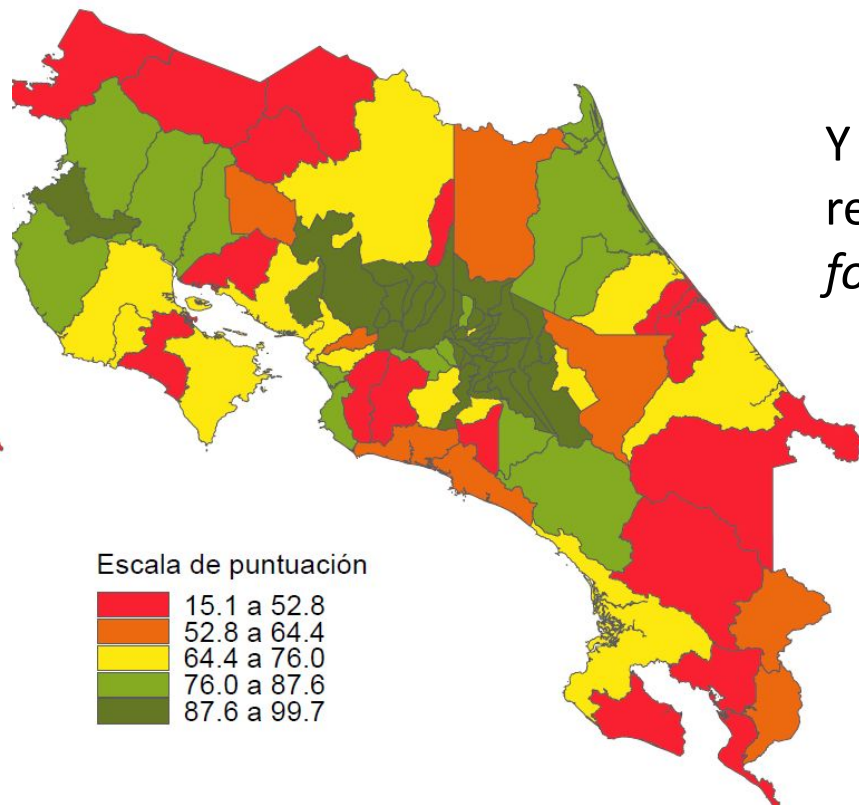 Y
re
fo
Escala de puntuación
15.1 a 52.8
52.8 a 64.4
64.4 a 76.0
76.0 a 87.6
87.6 a 99.7